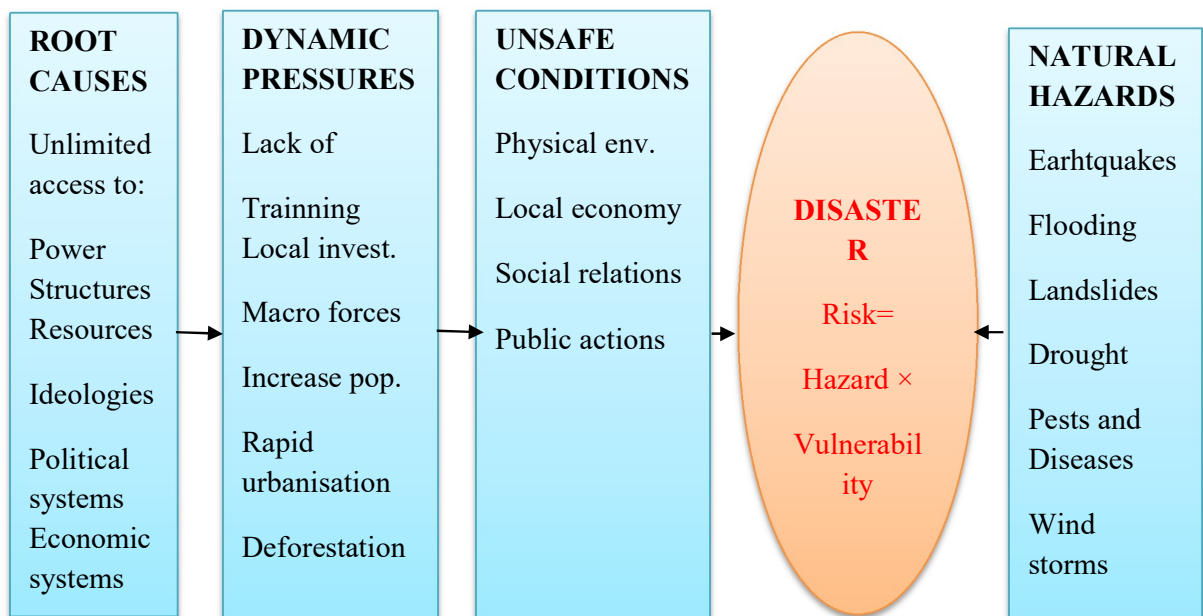 ROOT
CAUSES
Unlimited
access to:
Power
Structures
Resources
Ideologies
Political
systems
Economic
systems
DYNAMIC
PRESSURES
Lack of
Trainning
Local invest.
Macro forces
Increase pop.
Rapid
urbanisation
Deforestation
UNSAFE
CONDITIONS
Physical env.
Local economy
Social relations
Public actions
DISASTE
R
Risk=
Hazard ×
Vulnerabil
ity
NATURAL
HAZARDS
Earhtquakes
Flooding
Landslides
Drought
Pests and
Diseases
Wind
storms